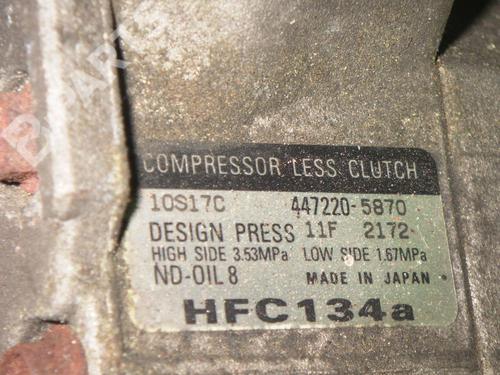 COMPRESSOR LESS CLUTCH
10S17C 447220-5870
DESIGN PRESS 11F 2172
HIGH SIDE 3.53MPa LOW SIDE 1.67MPa
ND-OIL 8 MADE IN JAPAN
HFC134a